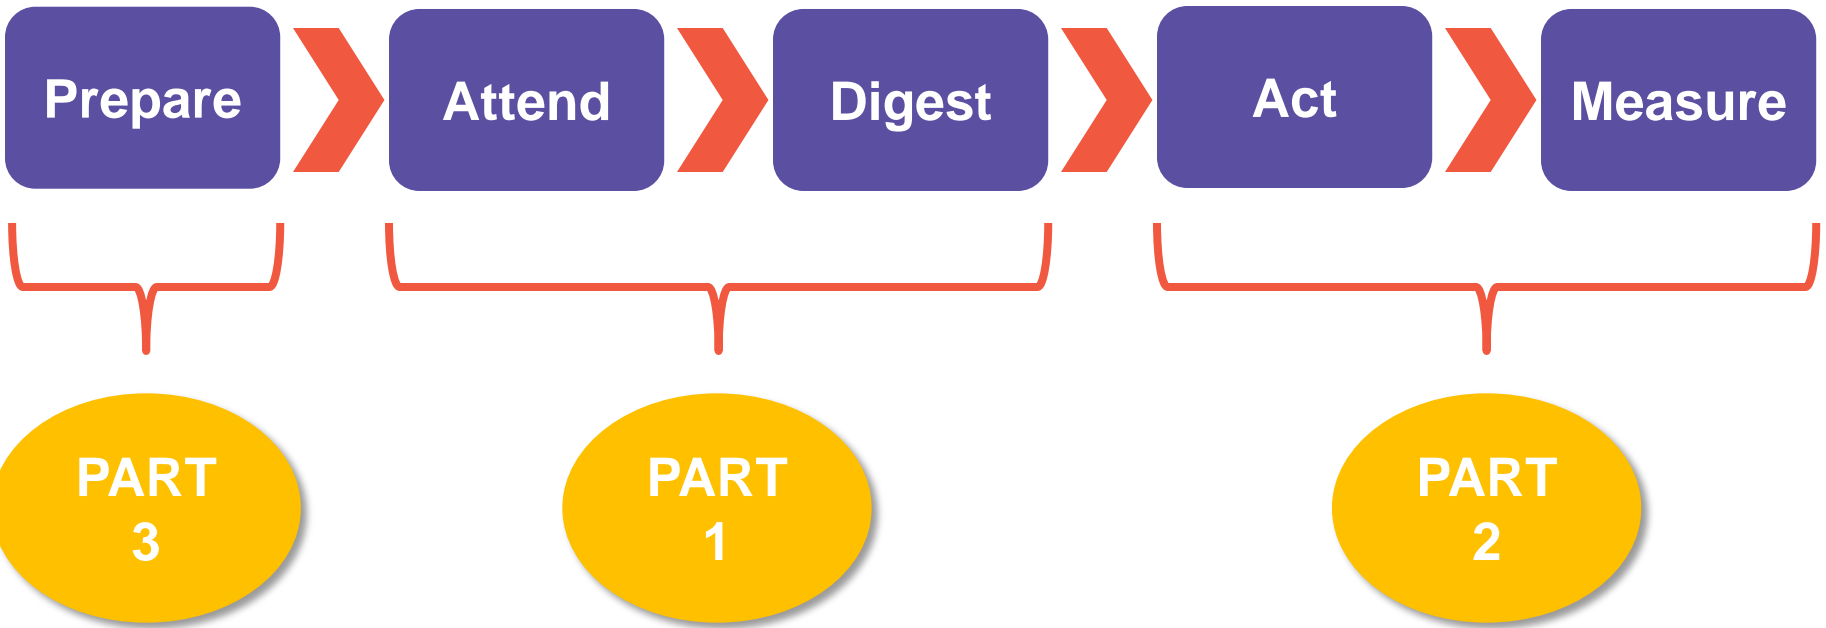 Prepare
Attend
Digest
Act
Measure
PART
3
PART
1
PART
2